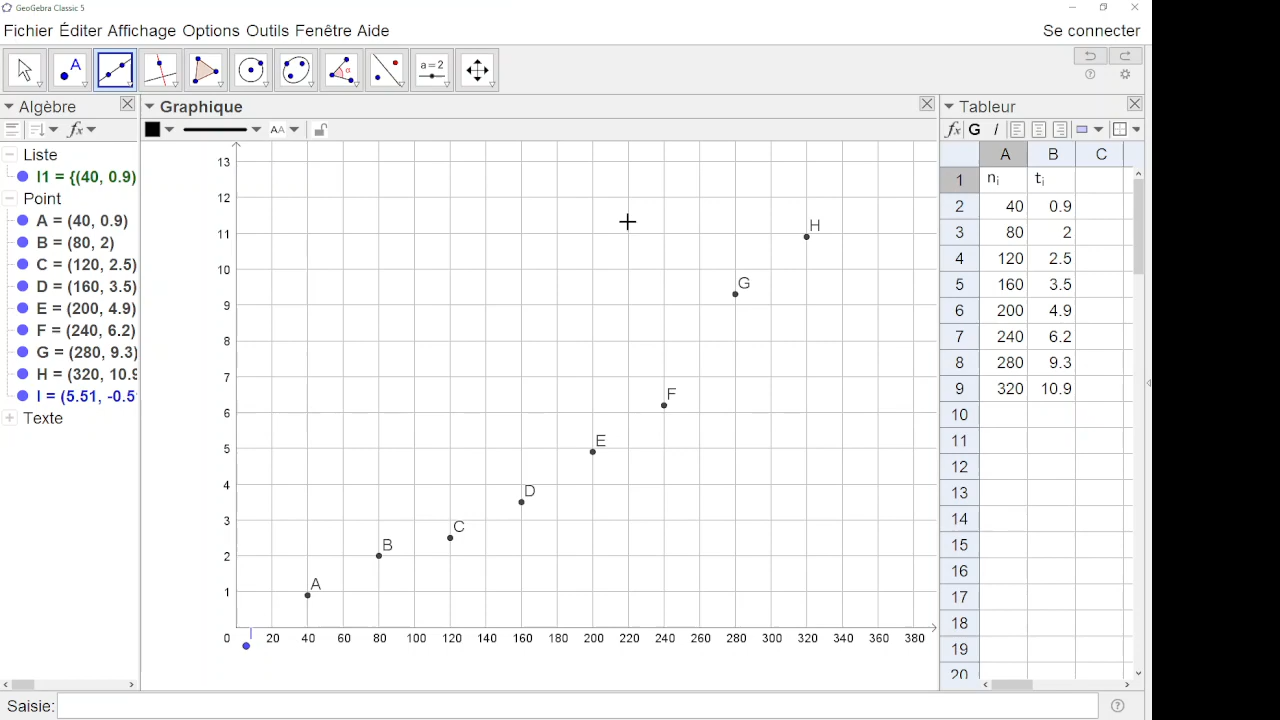 GeoGebra Classic 5
Fichier Éditer Affichage Options Outils Fenêtre Aide
Se connecter
A
α
a=2
Algèbre
Graphique
Tableur
fx
AA
fx G I
Liste
l1 = {(40, 0.9)
Point
A = (40, 0.9)
B = (80, 2)
C = (120, 2.5)
D = (160, 3.5)
E = (200, 4.9)
F = (240, 6.2)
G = (280, 9.3)
H = (320, 10.9
I = (5.51, -0.5
Texte
13
12
11
10
9
8
7
6
5
4
3
2
1
0 20 40 60 80 100 120 140 160 180 200 220 240 260 280 300 320 340 360 380
H
G
F
E
D
C
B
A
I
A B C
1 nᵢ tᵢ
2 40 0.9
3 80 2
4 120 2.5
5 160 3.5
6 200 4.9
7 240 6.2
8 280 9.3
9 320 10.9
10
11
12
13
14
15
16
17
18
19
20
Saisie: